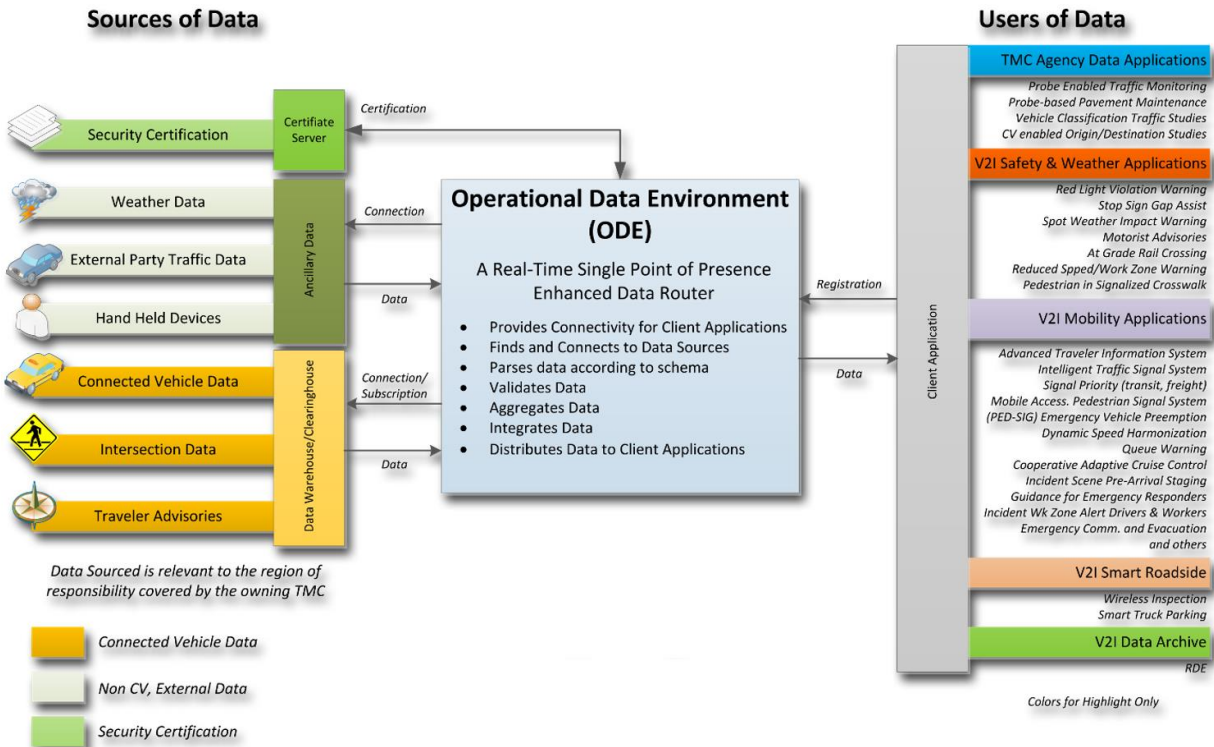 Sources of Data
Users of Data
Security Certification
Certifiate
Server
Certification
Weather Data
External Party Traffic Data
Hand Held Devices
Ancillary Data
Connection
Data
Connected Vehicle Data
Intersection Data
Traveler Advisories
Data Warehouse/Clearinghouse
Connection/
Subscription
Data
Data Sourced is relevant to the region of
responsibility covered by the owning TMC
Connected Vehicle Data
Non CV, External Data
Security Certification
Operational Data Environment
(ODE)
A Real-Time Single Point of Presence
Enhanced Data Router
• Provides Connectivity for Client Applications
• Finds and Connects to Data Sources
• Parses data according to schema
• Validates Data
• Aggregates Data
• Integrates Data
• Distributes Data to Client Applications
Registration
Data
Client Application
TMC Agency Data Applications
Probe Enabled Traffic Monitoring
Probe-based Pavement Maintenance
Vehicle Classification Traffic Studies
CV enabled Origin/Destination Studies
V2I Safety & Weather Applications
Red Light Violation Warning
Stop Sign Gap Assist
Spot Weather Impact Warning
Motorist Advisories
At Grade Rail Crossing
Reduced Spped/Work Zone Warning
Pedestrian in Signalized Crosswalk
V2I Mobility Applications
Advanced Traveler Information System
Intelligent Traffic Signal System
Signal Priority (transit, freight)
Mobile Access. Pedestrian Signal System
(PED-SIG) Emergency Vehicle Preemption
Dynamic Speed Harmonization
Queue Warning
Cooperative Adaptive Cruise Control
Incident Scene Pre-Arrival Staging
Guidance for Emergency Responders
Incident Wk Zone Alert Drivers & Workers
Emergency Comm. and Evacuation
and others
V2I Smart Roadside
Wireless Inspection
Smart Truck Parking
V2I Data Archive
RDE
Colors for Highlight Only